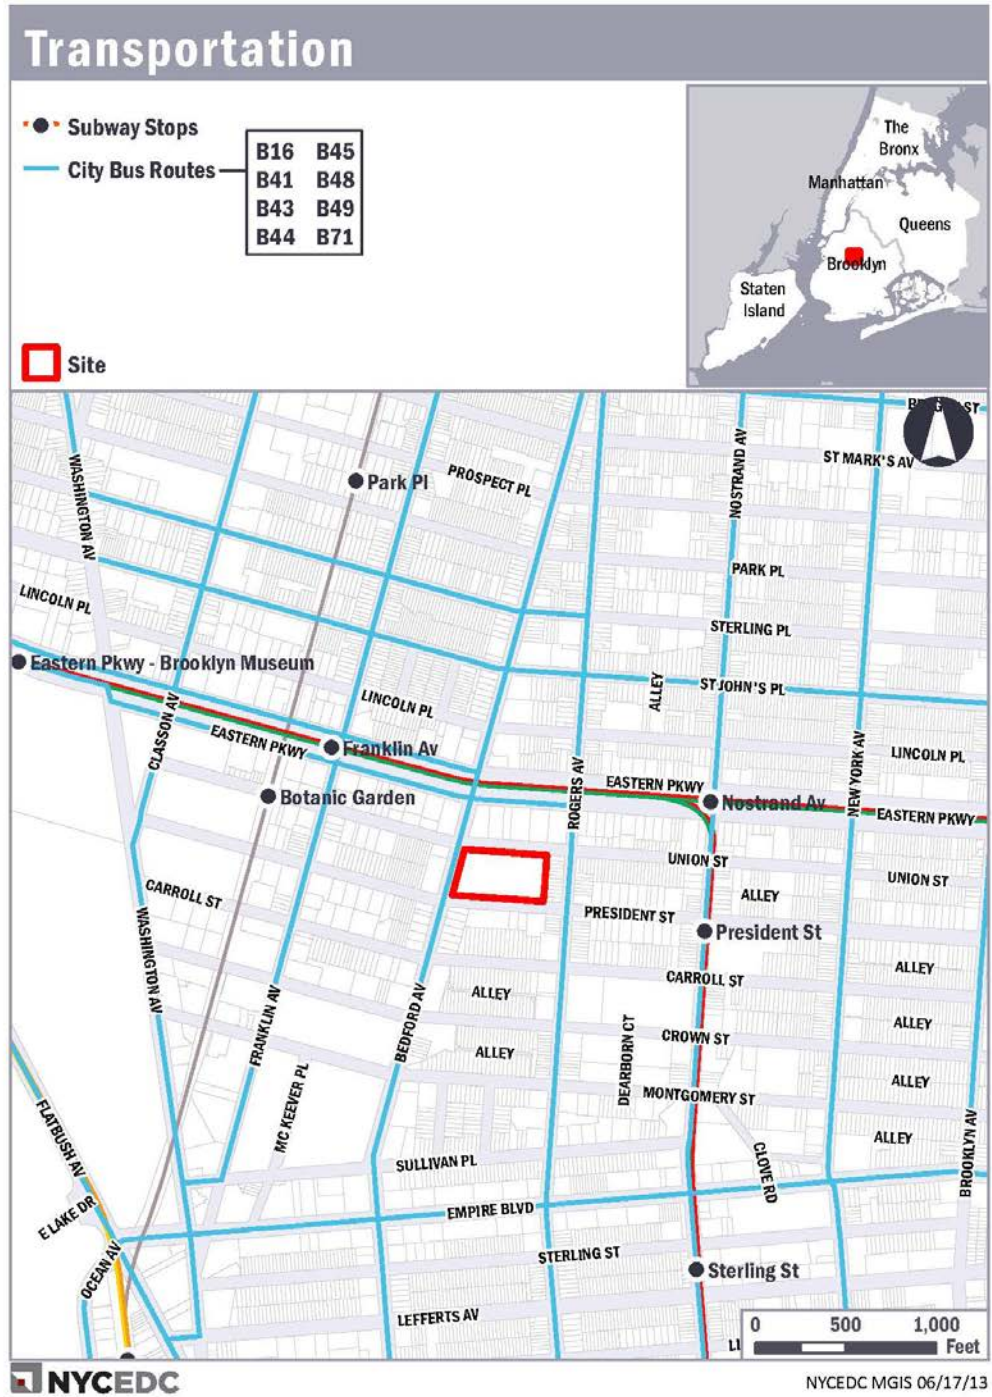 Transportation
Subway Stops
City Bus Routes
B16 B45
B41 B48
B43 B49
B44 B71
Site
The
Bronx
Manhattan
Queens
Brooklyn
Staten
Island
ST MARK'S AV
WASHINGTON AV
NOSTRAND AV
Park Pl
PROSPECT PL
PARK PL
LINCOLN PL
STERLING PL
Eastern Pkwy - Brooklyn Museum
ALLEY
ST JOHN'S PL
LINCOLN PL
CLASSON AV
EASTERN PKWY
Franklin Av
ROGERS AV
NEW YORK AV
LINCOLN PL
EASTERN PKWY
Botanic Garden
Nostrand Av
EASTERN PKWY
UNION ST
UNION ST
CARROLL ST
ALLEY
PRESIDENT ST
President St
WASHINGTON AV
ALLEY
CARROLL ST
ALLEY
FRANKLIN AV
BEDFORD AV
ALLEY
CROWN ST
ALLEY
DEARBORN CT
MONTGOMERY ST
ALLEY
MC KEEVER PL
FLATBUSH AV
ALLEY
SULLIVAN PL
CLOVE RD
BROOKLYN AV
E LAKE DR
EMPIRE BLVD
OCEAN AV
STERLING ST
Sterling St
LEFFERTS AV
0 500 1,000
Feet
NYCEDC
NYCEDC MGIS 06/17/13